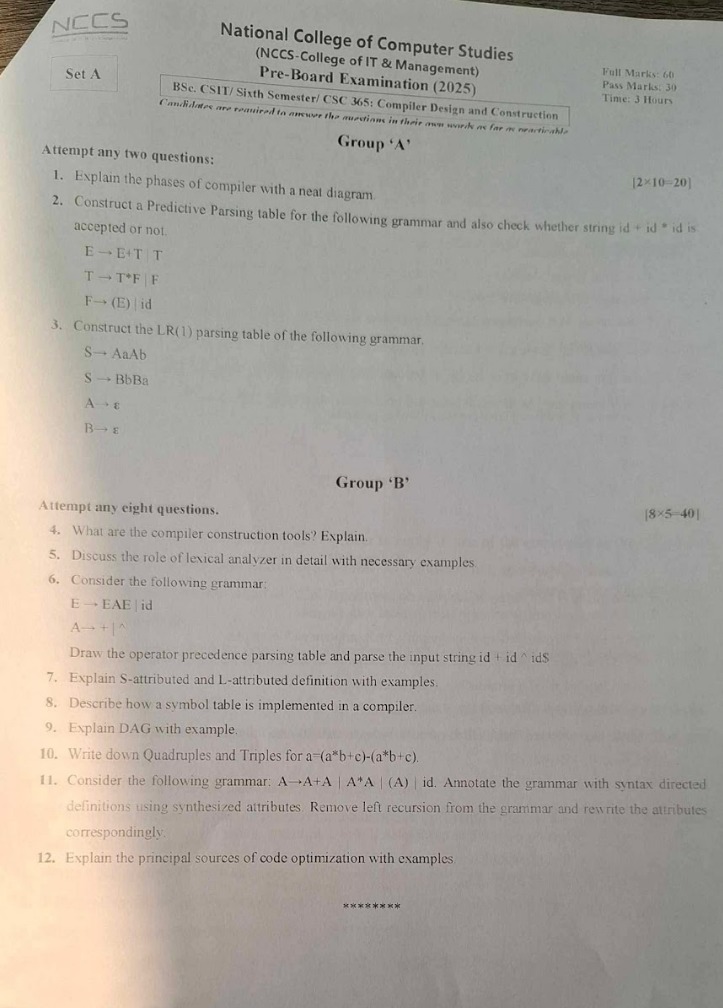 NCCS
National College of Computer Studies
(NCCS-College of IT & Management)
Set A
Pre-Board Examination (2025)
Full Marks: 60
Pass Marks: 30
Time: 3 Hours
BSc. CSIT/ Sixth Semester/ CSC 365: Compiler Design and Construction
Candidates are required to answer the questions in their own words as far as practicable
Group ‘A’
Attempt any two questions:
[2×10=20]
1. Explain the phases of compiler with a neat diagram.
2. Construct a Predictive Parsing table for the following grammar and also check whether string id + id * id is
accepted or not.
E → E+T | T
T → T*F | F
F → (E) | id
3. Construct the LR(1) parsing table of the following grammar.
S → AaAb
S → BbBa
A → ε
B → ε
Group ‘B’
Attempt any eight questions.
[8×5=40]
4. What are the compiler construction tools? Explain.
5. Discuss the role of lexical analyzer in detail with necessary examples.
6. Consider the following grammar:
E → EAE | id
A → + | ^
Draw the operator precedence parsing table and parse the input string id + id ^ id$
7. Explain S-attributed and L-attributed definition with examples.
8. Describe how a symbol table is implemented in a compiler.
9. Explain DAG with example.
10. Write down Quadruples and Triples for a=(a*b+c)-(a*b+c).
11. Consider the following grammar: A→A+A | A*A | (A) | id. Annotate the grammar with syntax directed
definitions using synthesized attributes. Remove left recursion from the grammar and rewrite the attributes
correspondingly.
12. Explain the principal sources of code optimization with examples.
********